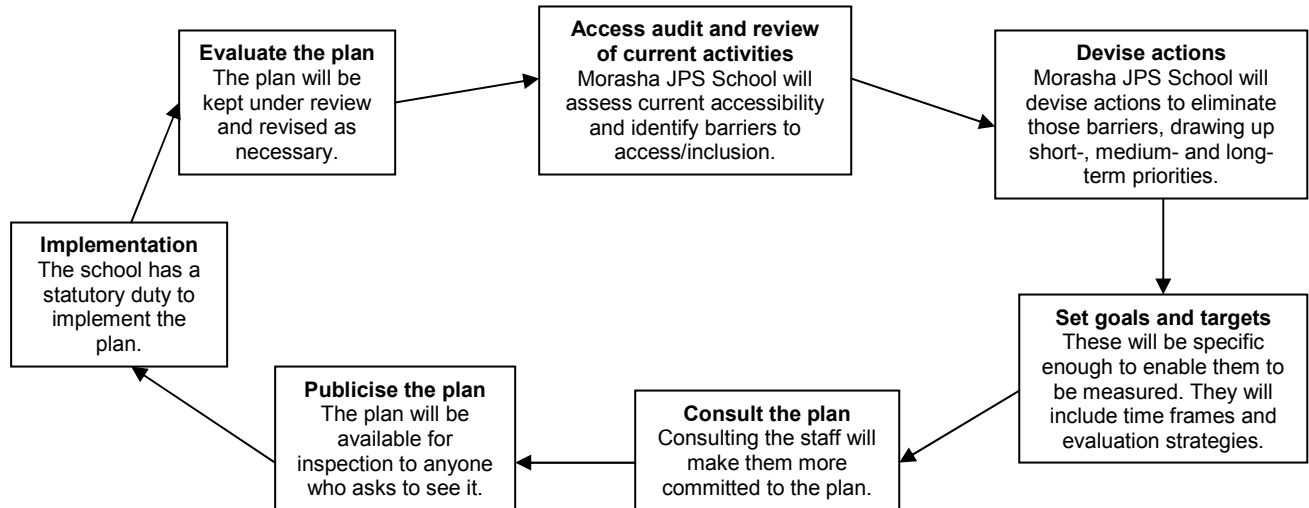 Evaluate the plan
The plan will be
kept under review
and revised as
necessary.
Access audit and review
of current activities
Morasha JPS School will
assess current accessibility
and identify barriers to
access/inclusion.
Devise actions
Morasha JPS School will
devise actions to eliminate
those barriers, drawing up
short-, medium- and long-
term priorities.
Implementation
The school has a
statutory duty to
implement the
plan.
Set goals and targets
These will be specific
enough to enable them to
be measured. They will
include time frames and
evaluation strategies.
Publicise the plan
The plan will be
available for
inspection to anyone
who asks to see it.
Consult the plan
Consulting the staff will
make them more
committed to the plan.